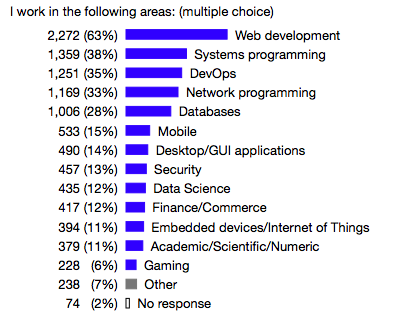 I work in the following areas: (multiple choice)
2,272 (63%) Web development
1,359 (38%) Systems programming
1,251 (35%) DevOps
1,169 (33%) Network programming
1,006 (28%) Databases
533 (15%) Mobile
490 (14%) Desktop/GUI applications
457 (13%) Security
435 (12%) Data Science
417 (12%) Finance/Commerce
394 (11%) Embedded devices/Internet of Things
379 (11%) Academic/Scientific/Numeric
228 (6%) Gaming
238 (7%) Other
74 (2%) No response